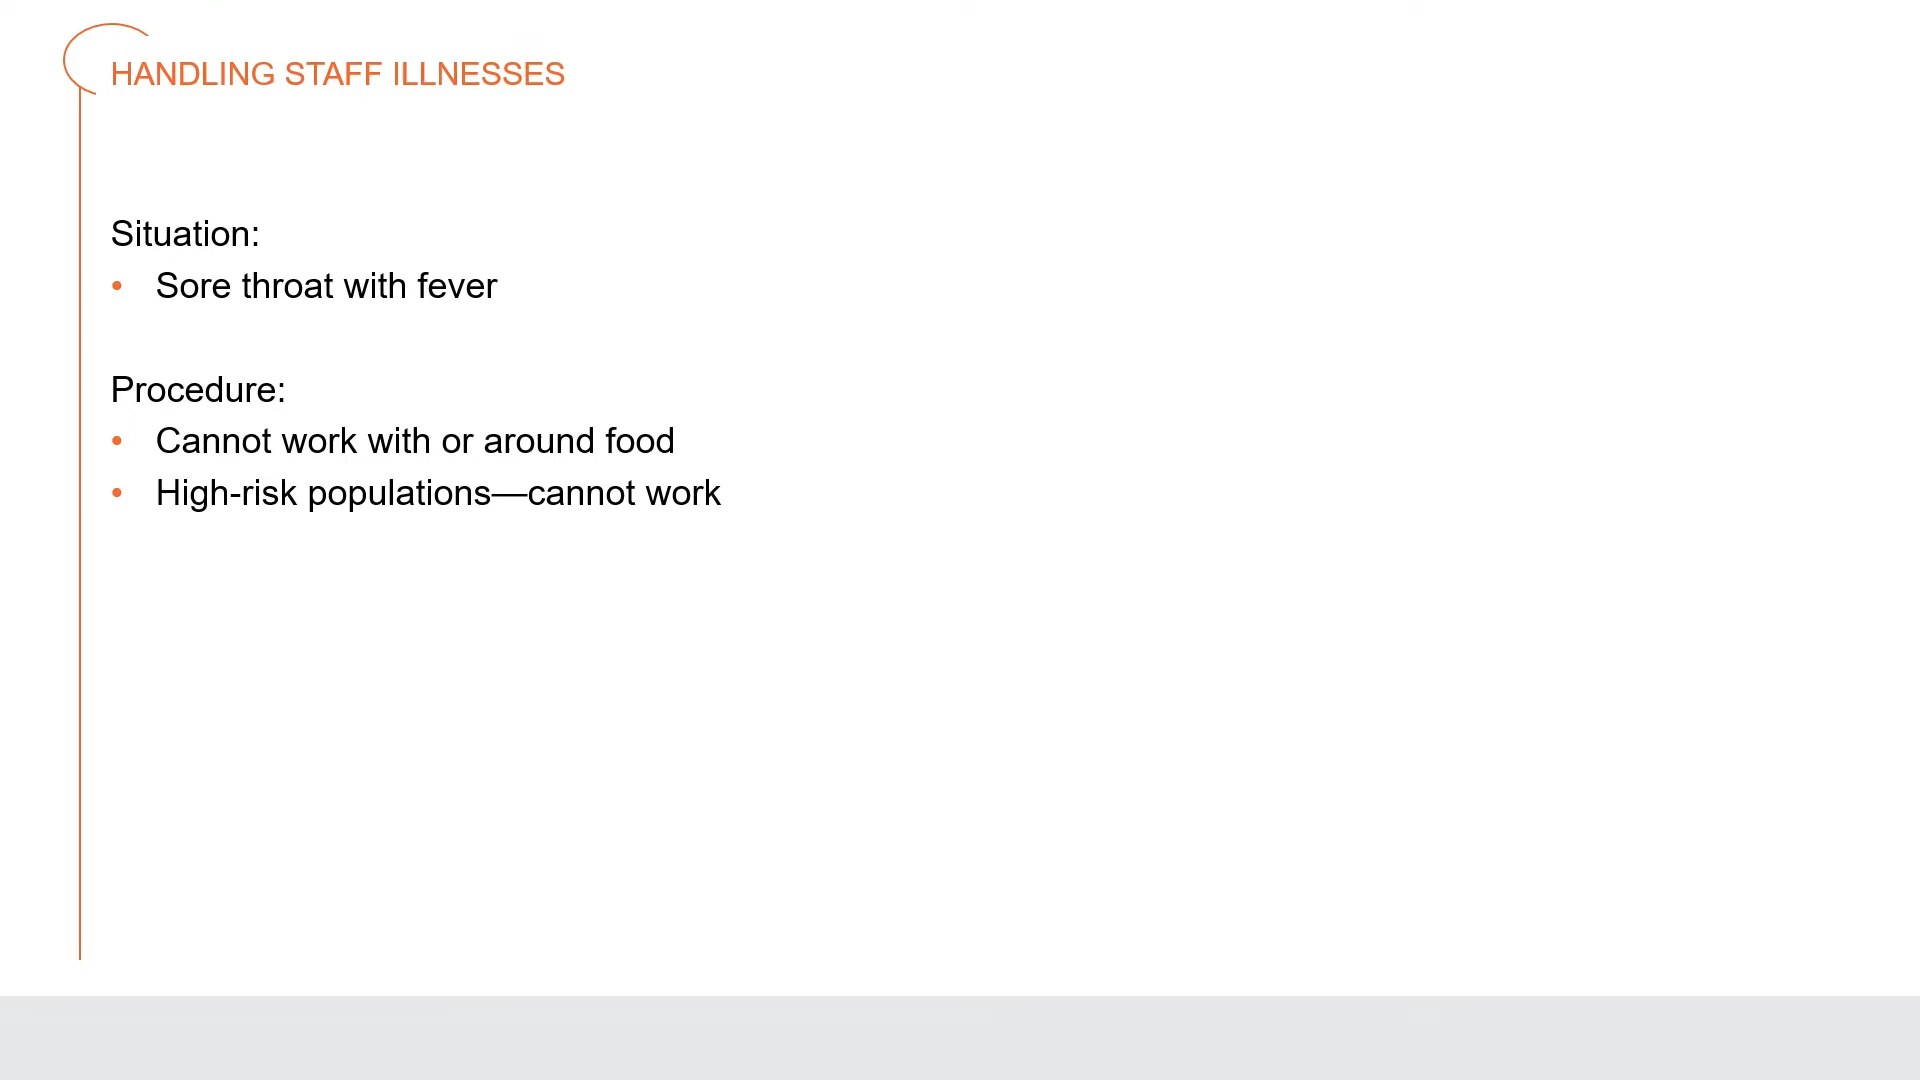 HANDLING STAFF ILLNESSES
Situation:
• Sore throat with fever
Procedure:
• Cannot work with or around food
• High-risk populations—cannot work